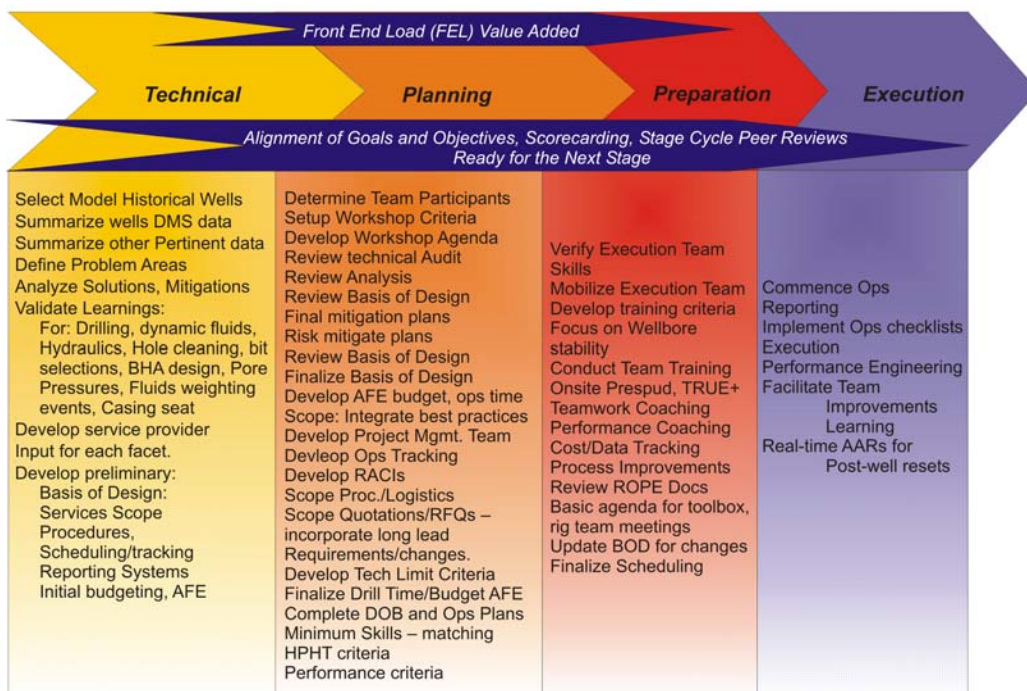 Front End Load (FEL) Value Added
Technical
Planning
Preparation
Execution
Alignment of Goals and Objectives, Scorecarding, Stage Cycle Peer Reviews
Ready for the Next Stage
Select Model Historical Wells
Summarize wells DMS data
Summarize other Pertinent data
Define Problem Areas
Analyze Solutions, Mitigations
Validate Learnings:
For: Drilling, dynamic fluids,
Hydraulics, Hole cleaning, bit
selections, BHA design, Pore
Pressures, Fluids weighting
events, Casing seat
Develop service provider
Input for each facet.
Develop preliminary:
Basis of Design:
Services Scope
Procedures,
Scheduling/tracking
Reporting Systems
Initial budgeting, AFE
Determine Team Participants
Setup Workshop Criteria
Develop Workshop Agenda
Review technical Audit
Review Analysis
Review Basis of Design
Final mitigation plans
Risk mitigate plans
Review Basis of Design
Finalize Basis of Design
Develop AFE budget, ops time
Scope: Integrate best practices
Develop Project Mgmt. Team
Devleop Ops Tracking
Develop RACIs
Scope Proc./Logistics
Scope Quotations/RFQs –
incorporate long lead
Requirements/changes.
Develop Tech Limit Criteria
Finalize Drill Time/Budget AFE
Complete DOB and Ops Plans
Minimum Skills – matching
HPHT criteria
Performance criteria
Verify Execution Team
Skills
Mobilize Execution Team
Develop training criteria
Focus on Wellbore
stability
Conduct Team Training
Onsite Prespud, TRUE+
Teamwork Coaching
Performance Coaching
Cost/Data Tracking
Process Improvements
Review ROPE Docs
Basic agenda for toolbox,
rig team meetings
Update BOD for changes
Finalize Scheduling
Commence Ops
Reporting
Implement Ops checklists
Execution
Performance Engineering
Facilitate Team
Improvements
Learning
Real-time AARs for
Post-well resets